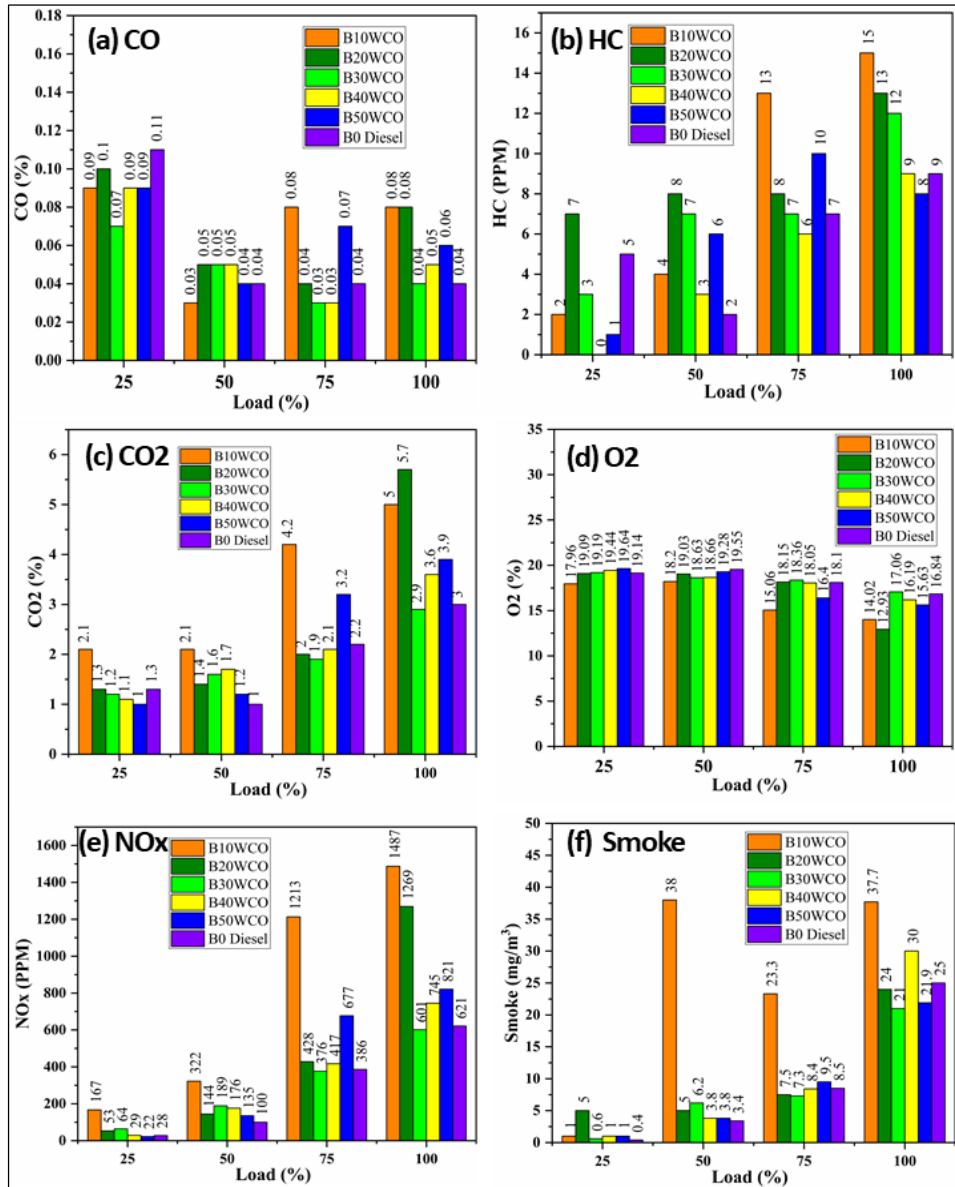 (a) CO
B10WCO
B20WCO
B30WCO
B40WCO
B50WCO
B0 Diesel
CO (%)
0.18
0.16
0.14
0.12
0.10
0.08
0.06
0.04
0.02
0.00
0.09 0.1 0.07 0.09 0.09 0.11
0.03 0.05 0.05 0.05 0.04 0.04
0.08 0.04 0.03 0.03 0.07 0.04
0.08 0.08 0.04 0.05 0.06 0.04
25 50 75 100
Load (%)
(b) HC
B10WCO
B20WCO
B30WCO
B40WCO
B50WCO
B0 Diesel
HC (PPM)
16
14
12
10
8
6
4
2
0
2 7 3 0 1 5
4 8 7 3 6 2
13 8 7 6 10 7
15 13 12 9 8 9
25 50 75 100
Load (%)
(c) CO2
B10WCO
B20WCO
B30WCO
B40WCO
B50WCO
B0 Diesel
CO2 (%)
6
5
4
3
2
1
0
2.1 1.3 1.2 1.1 1 1.3
2.1 1.4 1.6 1.7 1.2 1
4.2 2 1.9 2.1 3.2 2.2
5 5.7 2.9 3.6 3.9 3
25 50 75 100
Load (%)
(d) O2
B10WCO
B20WCO
B30WCO
B40WCO
B50WCO
B0 Diesel
O2 (%)
35
30
25
20
15
10
5
0
17.96 19.09 19.19 19.44 19.64 19.14
18.2 19.03 18.63 18.66 19.28 19.55
15.06 18.15 18.36 18.05 16.4 18.1
14.02 12.93 17.06 16.19 15.63 16.84
25 50 75 100
Load (%)
(e) NOx
B10WCO
B20WCO
B30WCO
B40WCO
B50WCO
B0 Diesel
NOx (PPM)
1600
1400
1200
1000
800
600
400
200
0
167 53 64 29 22 28
322 144 189 176 135 100
1213 428 376 417 677 386
1487 1269 601 745 821 621
25 50 75 100
Load (%)
(f) Smoke
B10WCO
B20WCO
B30WCO
B40WCO
B50WCO
B0 Diesel
Smoke (mg/m³)
50
45
40
35
30
25
20
15
10
5
0
1 5 0.6 1 1 0.4
38 5 6.2 3.8 3.8 3.4
23.3 7.5 7.3 8.4 9.5 8.5
37.7 24 21 30 21.9 25
25 50 75 100
Load (%)